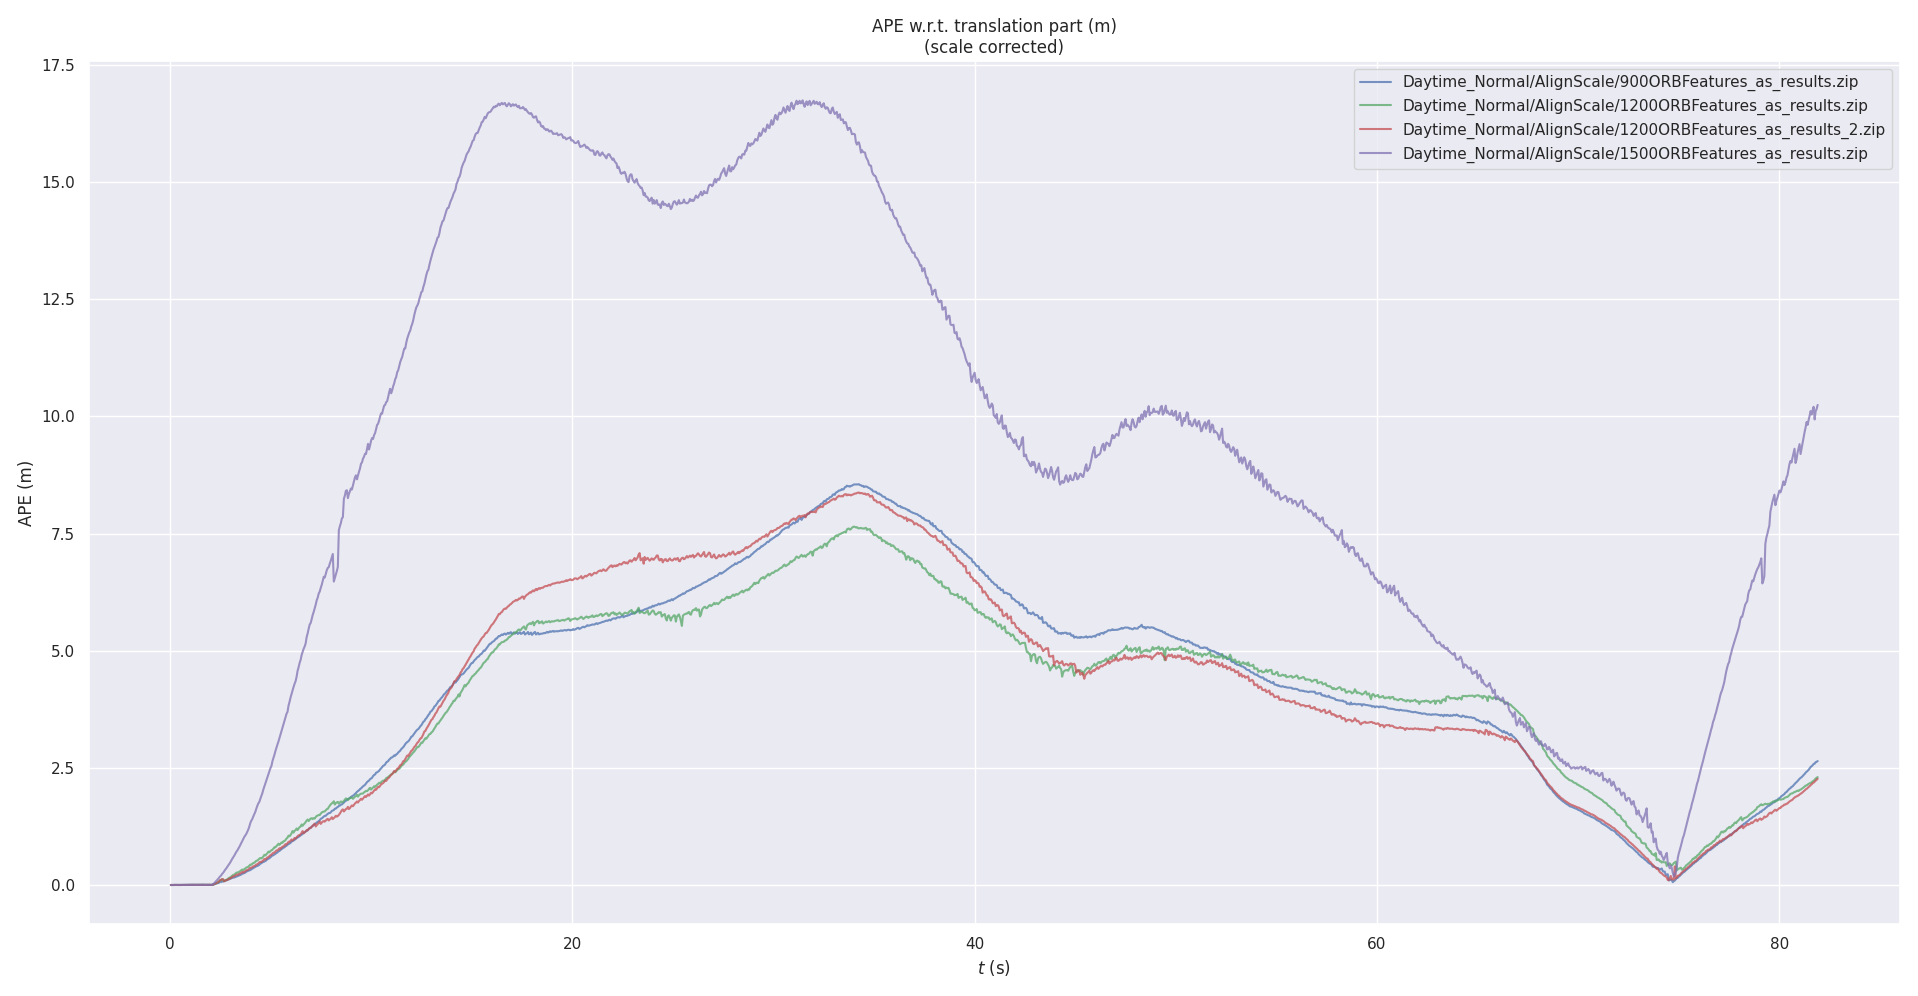 APE w.r.t. translation part (m)
(scale corrected)
17.5
15.0
12.5
10.0
7.5
5.0
2.5
0.0
APE (m)
Daytime_Normal/AlignScale/900ORBFeatures_as_results.zip
Daytime_Normal/AlignScale/1200ORBFeatures_as_results.zip
Daytime_Normal/AlignScale/1200ORBFeatures_as_results_2.zip
Daytime_Normal/AlignScale/1500ORBFeatures_as_results.zip
0 20 40 60 80
t (s)